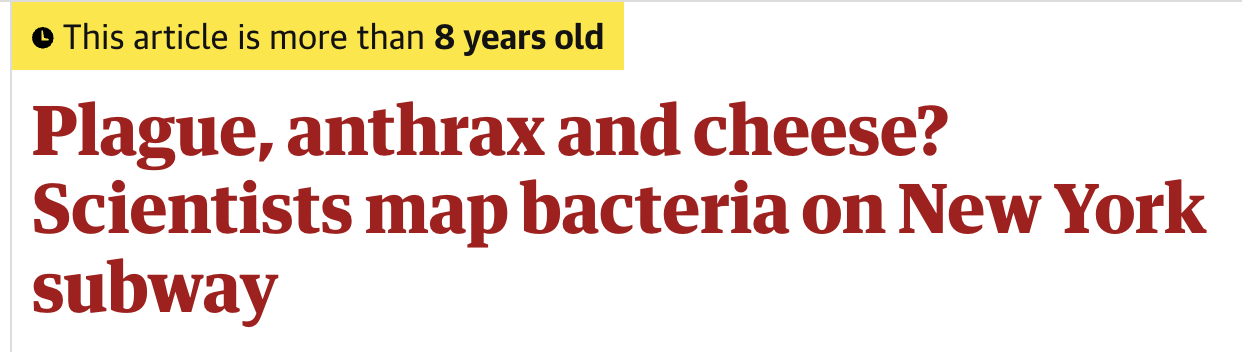 This article is more than 8 years old
Plague, anthrax and cheese?
Scientists map bacteria on New York
subway